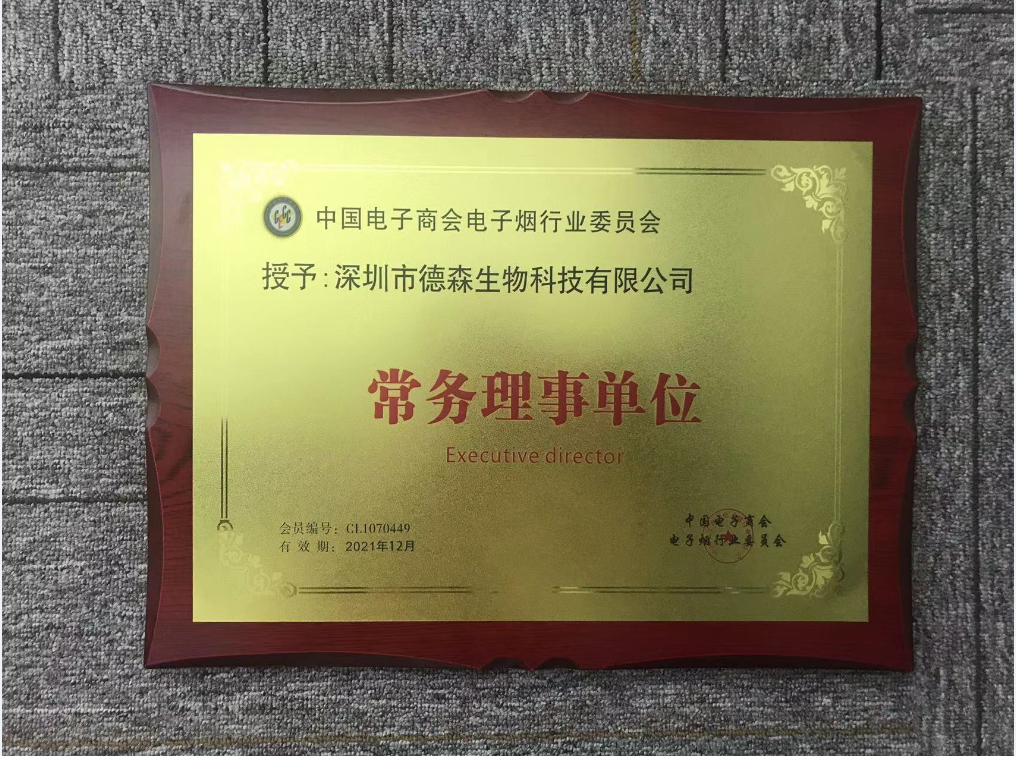 中国电子商会电子烟行业委员会
授予:深圳市德森生物科技有限公司
常务理事单位
Executive director
会员编号: CL1070449
有 效 期: 2021年12月
中国电子商会
电子烟行业委员会